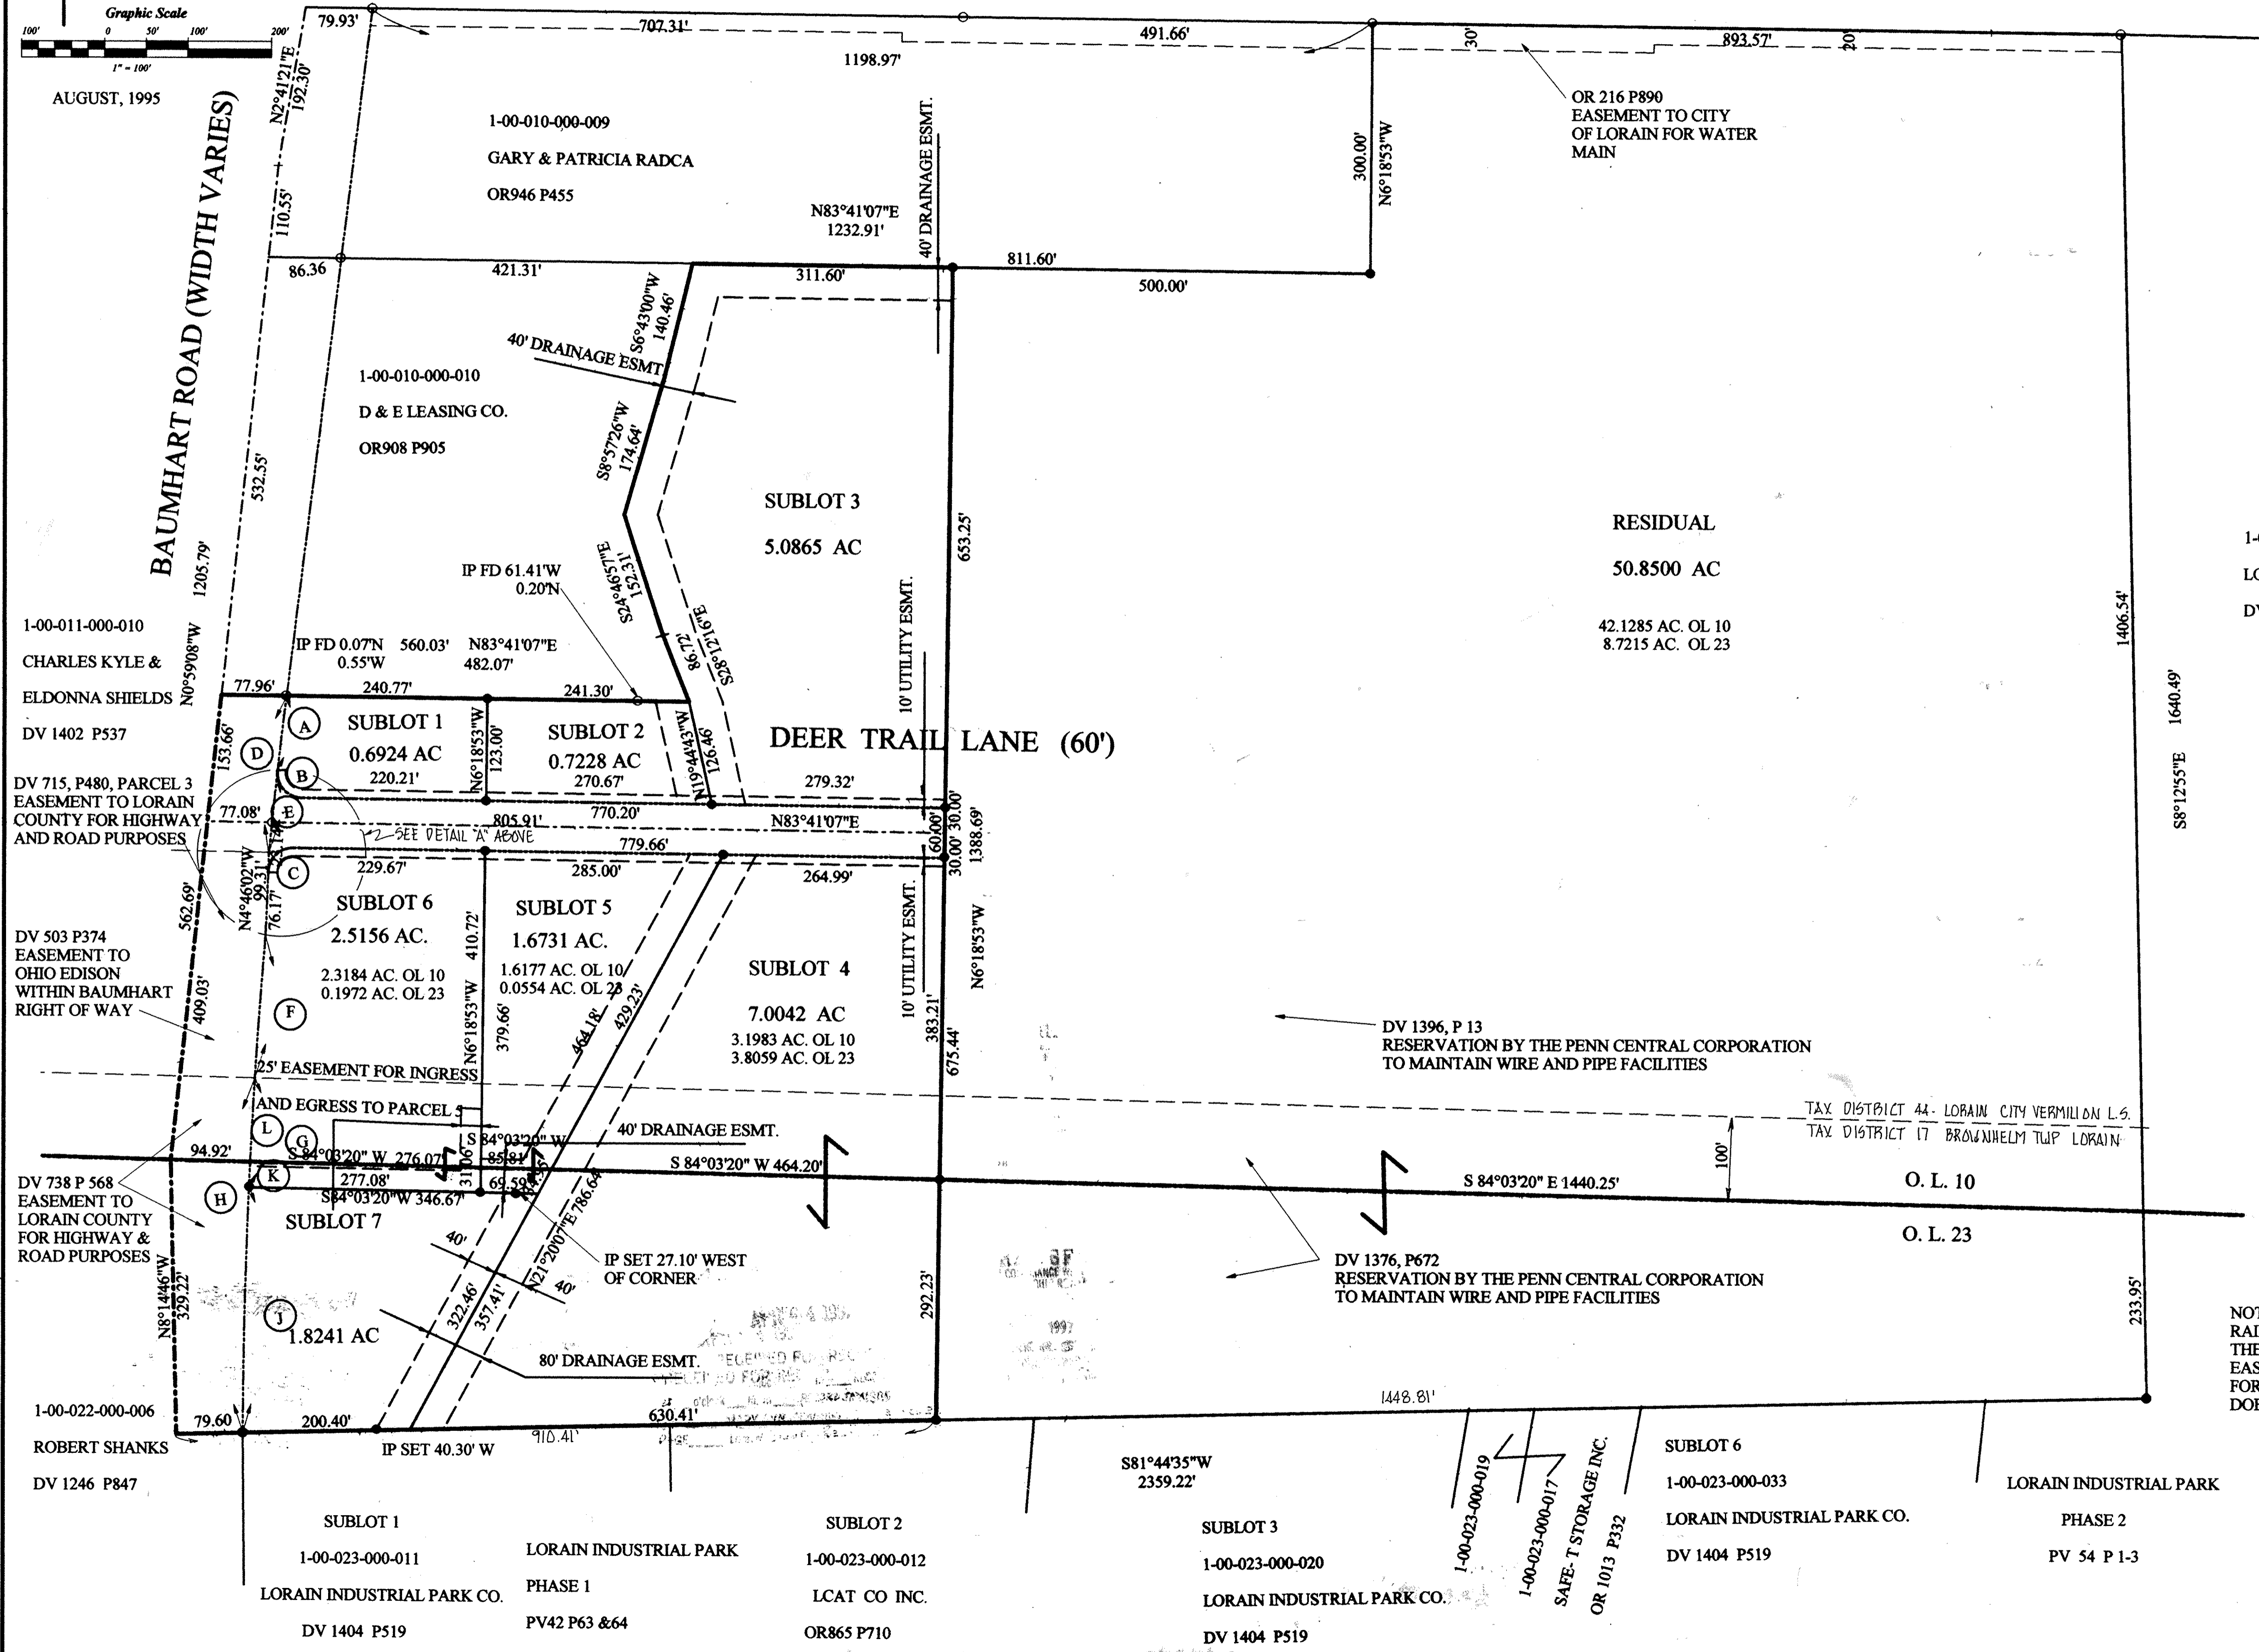 Graphic Scale
100' 0 50' 100' 200'
1" = 100'
AUGUST, 1995
79.93'
707.31'
491.66'
30'
893.57'
20'
1198.97'
N2°41'21"E
192.30'
110.55'
BAUMHART ROAD (WIDTH VARIES)
1-00-010-000-009
GARY & PATRICIA RADCA
OR946 P455
N83°41'07"E
1232.91'
40' DRAINAGE ESMT.
300.00'
N6°18'53"W
OR 216 P890
EASEMENT TO CITY
OF LORAIN FOR WATER
MAIN
86.36
421.31'
311.60'
811.60'
500.00'
S6°43'00"W
140.46'
40' DRAINAGE ESMT
1-00-010-000-010
D & E LEASING CO.
OR908 P905
S8°57'26"W
174.64'
532.55'
SUBLOT 3
5.0865 AC
653.25'
RESIDUAL
50.8500 AC
42.1285 AC. OL 10
8.7215 AC. OL 23
1406.54'
1640.49'
S8°12'55"E
S24°46'57"E
152.31'
IP FD 61.41'W
0.20'N
1205.79'
N0°59'08"W
1-00-011-000-010
CHARLES KYLE &
ELDONNA SHIELDS
DV 1402 P537
IP FD 0.07'N 560.03' N83°41'07"E
0.55'W 482.07'
86.72'
S28°12'16"E
10' UTILITY ESMT.
77.96'
240.77'
241.30'
A
SUBLOT 1
0.6924 AC
220.21'
N6°18'53"W
123.00'
SUBLOT 2
0.7228 AC
270.67'
N19°44'43"W
126.46'
DEER TRAIL LANE (60')
279.32'
153.66'
D
B
DV 715, P480, PARCEL 3
EASEMENT TO LORAIN
COUNTY FOR HIGHWAY
AND ROAD PURPOSES
77.08'
E
805.91'
770.20'
N83°41'07"E
SEE DETAIL "A" ABOVE
779.66'
60.00'
30.00'
30.00'
1388.69'
N4°46'02"W
99.31'
76.17'
C
229.67'
285.00'
264.99'
562.69'
SUBLOT 6
2.5156 AC.
2.3184 AC. OL 10
0.1972 AC. OL 23
410.72'
SUBLOT 5
1.6731 AC.
1.6177 AC. OL 10
0.0554 AC. OL 23
SUBLOT 4
7.0042 AC
3.1983 AC. OL 10
3.8059 AC. OL 23
10' UTILITY ESMT.
N6°18'53"W
383.21'
675.44'
DV 503 P374
EASEMENT TO
OHIO EDISON
WITHIN BAUMHART
RIGHT OF WAY
409.03'
F
N6°18'53"W
379.66'
464.18'
429.23'
DV 1396, P 13
RESERVATION BY THE PENN CENTRAL CORPORATION
TO MAINTAIN WIRE AND PIPE FACILITIES
25' EASEMENT FOR INGRESS
AND EGRESS TO PARCEL 5
TAX DISTRICT 44- LORAIN CITY VERMILION L.S.
TAX DISTRICT 17 BROWNHELM TWP LORAIN
100'
L
G
40' DRAINAGE ESMT.
94.92'
S 84°03'20" W 276.07'
S 84°03'20" W
85.81'
31.06'
S 84°03'20" W 464.20'
S 84°03'20" E 1440.25'
O. L. 10
O. L. 23
K
277.08'
69.59'
S84°03'20"W 346.67'
H
DV 738 P 568
EASEMENT TO
LORAIN COUNTY
FOR HIGHWAY &
ROAD PURPOSES
SUBLOT 7
40'
N21°20'07"E 786.64'
40'
IP SET 27.10' WEST
OF CORNER
DV 1376, P672
RESERVATION BY THE PENN CENTRAL CORPORATION
TO MAINTAIN WIRE AND PIPE FACILITIES
N8°14'46"W
329.22'
J
1.8241 AC
322.46'
357.41'
292.23'
233.95'
80' DRAINAGE ESMT.
1997
1-00-022-000-006
ROBERT SHANKS
DV 1246 P847
79.60
200.40'
IP SET 40.30' W
910.41'
630.41'
1448.81'
S81°44'35"W
2359.22'
SUBLOT 1
1-00-023-000-011
LORAIN INDUSTRIAL PARK CO.
DV 1404 P519
LORAIN INDUSTRIAL PARK
PHASE 1
PV42 P63 &64
SUBLOT 2
1-00-023-000-012
LCAT CO INC.
OR865 P710
SUBLOT 3
1-00-023-000-020
LORAIN INDUSTRIAL PARK CO.
DV 1404 P519
1-00-023-000-019
1-00-023-000-017
SAFE- T STORAGE INC.
OR 1013 P332
SUBLOT 6
1-00-023-000-033
LORAIN INDUSTRIAL PARK CO.
DV 1404 P519
LORAIN INDUSTRIAL PARK
PHASE 2
PV 54 P 1-3